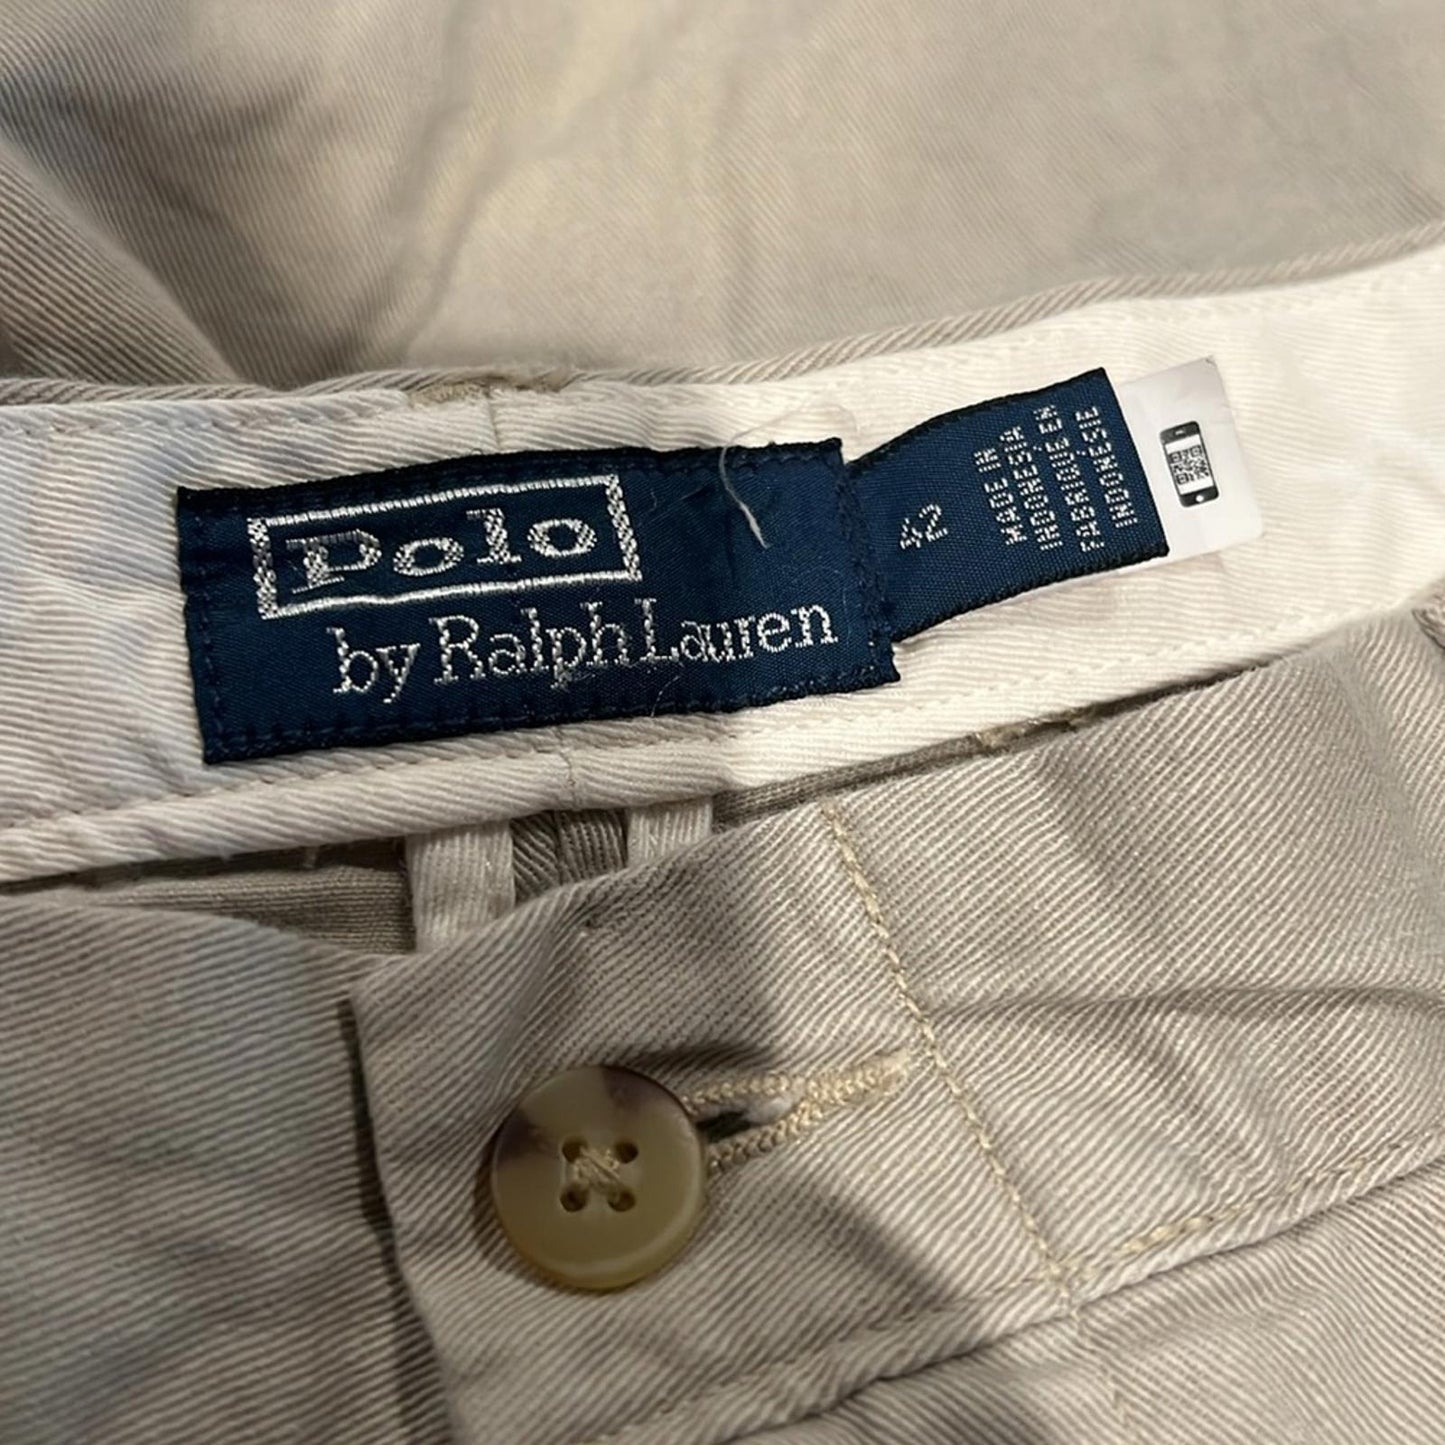 Polo
by Ralph Lauren
42
MADE IN
INDONESIA
FABRIQUÉ EN
INDONÉSIE